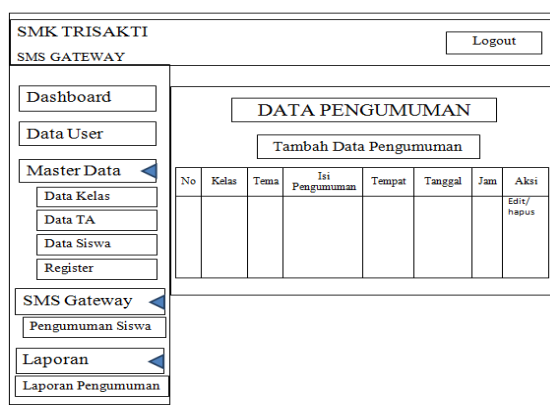 SMK TRISAKTI
SMS GATEWAY
Logout
Dashboard
Data User
Master Data
Data Kelas
Data TA
Data Siswa
Register
SMS Gateway
Pengumuman Siswa
Laporan
Laporan Pengumuman
DATA PENGUMUMAN
Tambah Data Pengumuman
No Kelas Tema Isi Pengumuman Tempat Tanggal Jam Aksi
Edit/
hapus